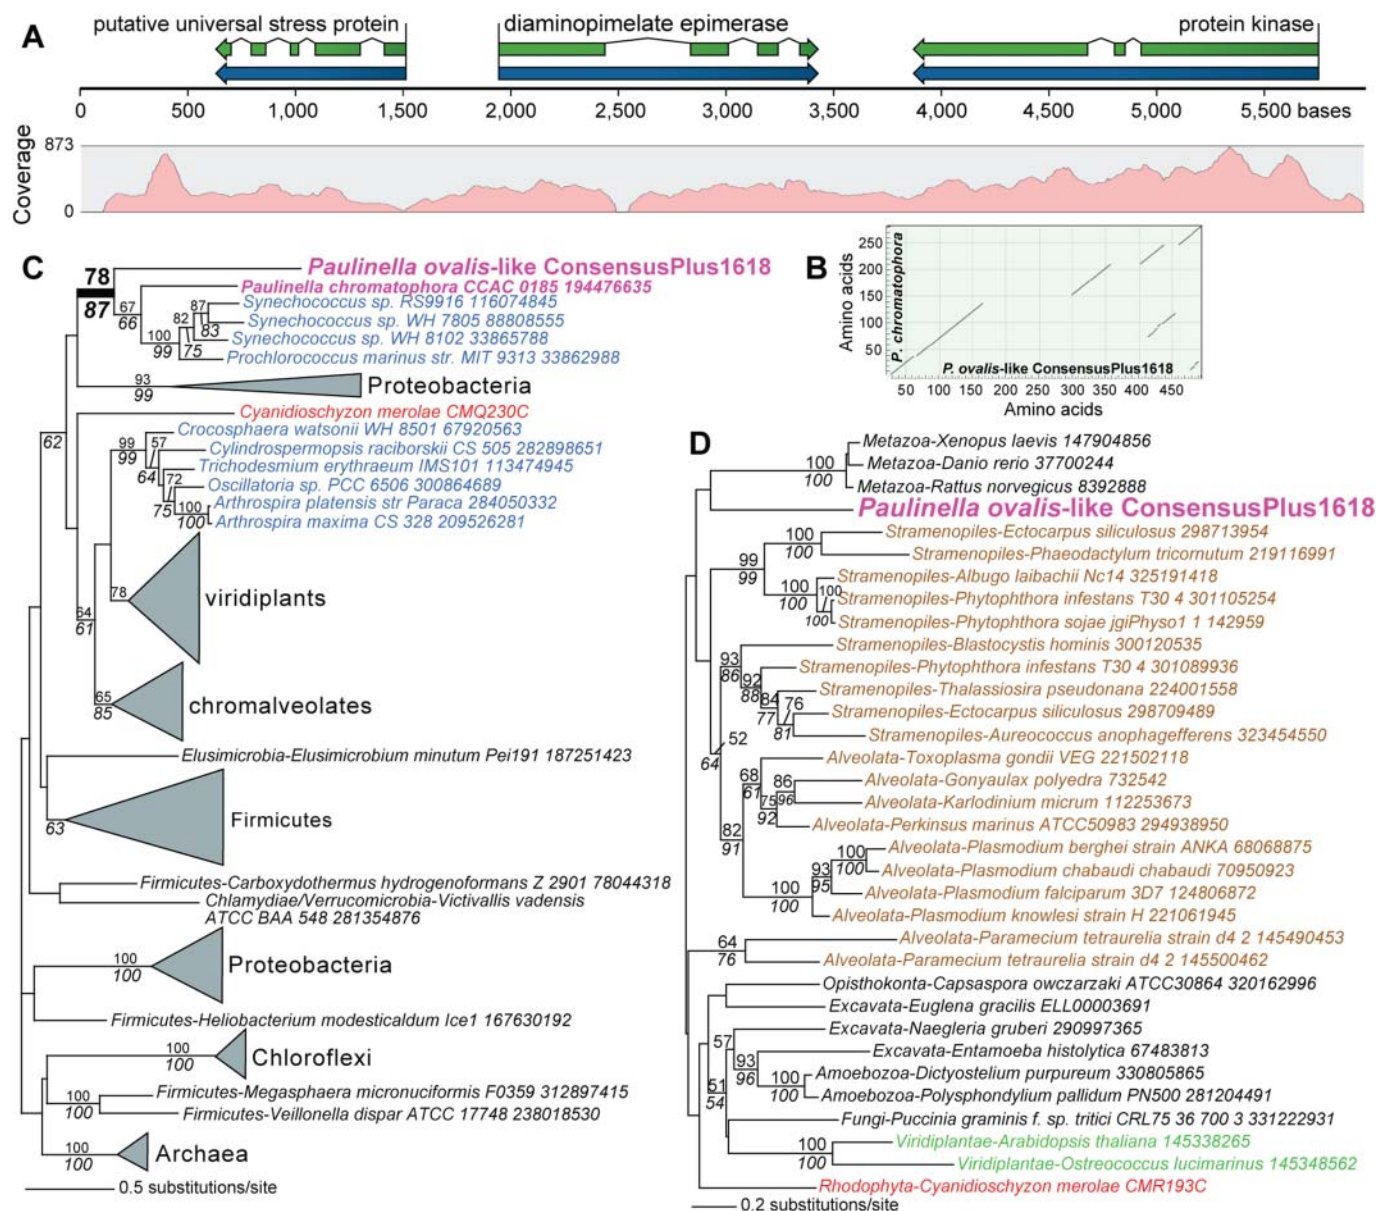 A
putative universal stress protein
diaminopimelate epimerase
protein kinase
0 500 1,000 1,500 2,000 2,500 3,000 3,500 4,000 4,500 5,000 5,500 bases
Coverage
873
0
B
P. chromatophora
Amino acids
250
200
150
100
50
P. ovalis-like ConsensusPlus1618
50 100 150 200 250 300 350 400 450
Amino acids
C
78
87
Paulinella ovalis-like ConsensusPlus1618
67
66
Paulinella chromatophora CCAC 0185 194476635
87
83
Synechococcus sp. RS9916 116074845
82
75
Synechococcus sp. WH 7805 88808555
100
99
Synechococcus sp. WH 8102 33865788
Prochlorococcus marinus str. MIT 9313 33862988
93
99
Proteobacteria
62
Cyanidioschyzon merolae CMQ230C
99
99
57
64
Crocosphaera watsonii WH 8501 67920563
Cylindrospermopsis raciborskii CS 505 282898651
Trichodesmium erythraeum IMS101 113474945
72
75
Oscillatoria sp. PCC 6506 300864689
100
100
Arthrospira platensis str Paraca 284050332
Arthrospira maxima CS 328 209526281
78
viridiplants
64
61
65
85
chromalveolates
Elusimicrobia-Elusimicrobium minutum Pei191 187251423
63
Firmicutes
Firmicutes-Carboxydothermus hydrogenoformans Z 2901 78044318
Chlamydiae/Verrucomicrobia-Victivallis vadensis
ATCC BAA 548 281354876
100
100
Proteobacteria
Firmicutes-Heliobacterium modesticaldum Ice1 167630192
100
100
Chloroflexi
100
100
Firmicutes-Megasphaera micronuciformis F0359 312897415
Firmicutes-Veillonella dispar ATCC 17748 238018530
100
100
Archaea
0.5 substitutions/site
D
100
100
Metazoa-Xenopus laevis 147904856
Metazoa-Danio rerio 37700244
Metazoa-Rattus norvegicus 8392888
Paulinella ovalis-like ConsensusPlus1618
99
99
100
100
Stramenopiles-Ectocarpus siliculosus 298713954
Stramenopiles-Phaeodactylum tricornutum 219116991
100
100
100
100
Stramenopiles-Albugo laibachii Nc14 325191418
Stramenopiles-Phytophthora infestans T30 4 301105254
Stramenopiles-Phytophthora sojae jgiPhyso1 1 142959
93
86
Stramenopiles-Blastocystis hominis 300120535
92
88
Stramenopiles-Phytophthora infestans T30 4 301089936
84
77
Stramenopiles-Thalassiosira pseudonana 224001558
76
81
Stramenopiles-Ectocarpus siliculosus 298709489
Stramenopiles-Aureococcus anophagefferens 323454550
52
64
68
61
Alveolata-Toxoplasma gondii VEG 221502118
75
92
86
96
Alveolata-Gonyaulax polyedra 732542
Alveolata-Karlodinium micrum 112253673
Alveolata-Perkinsus marinus ATCC50983 294938950
82
91
100
100
93
95
100
100
Alveolata-Plasmodium berghei strain ANKA 68068875
Alveolata-Plasmodium chabaudi chabaudi 70950923
Alveolata-Plasmodium falciparum 3D7 124806872
Alveolata-Plasmodium knowlesi strain H 221061945
64
76
Alveolata-Paramecium tetraurelia strain d4 2 145490453
Alveolata-Paramecium tetraurelia strain d4 2 145500462
Opisthokonta-Capsaspora owczarzaki ATCC30864 320162996
Excavata-Euglena gracilis ELL00003691
57
Excavata-Naegleria gruberi 290997365
93
96
Excavata-Entamoeba histolytica 67483813
100
100
Amoebozoa-Dictyostelium purpureum 330805865
Amoebozoa-Polysphondylium pallidum PN500 281204491
51
54
Fungi-Puccinia graminis f. sp. tritici CRL75 36 700 3 331222931
100
100
Viridiplantae-Arabidopsis thaliana 145338265
Viridiplantae-Ostreococcus lucimarinus 145348562
Rhodophyta-Cyanidioschyzon merolae CMR193C
0.2 substitutions/site